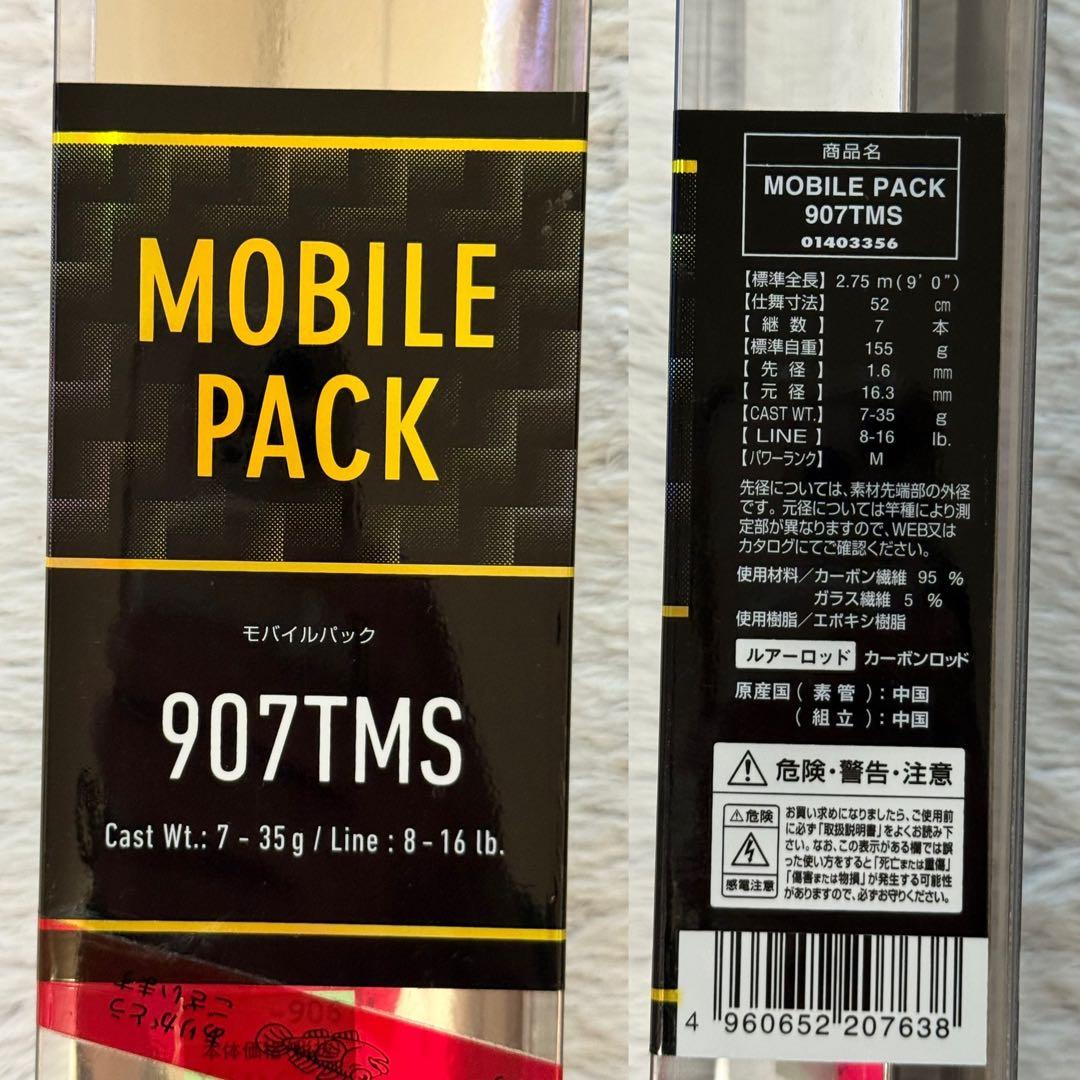 MOBILE
PACK
モバイルパック
907TMS
Cast Wt.: 7 - 35g / Line : 8 - 16 lb.
ありがとう
ございます
商品名
MOBILE PACK
907TMS
01403356
【標準全長】 2.75 m(9' 0")
【仕舞寸法】 52 cm
【継数】 7 本
【標準自重】 155 g
【先径】 1.6 mm
【元径】 16.3 mm
【CAST WT.】 7-35 g
【LINE】 8-16 lb.
【パワーランク】 M
先径については、素材先端部の外径
です。元径については竿種により測
定部が異なりますので、WEB又は
カタログにてご確認ください。
使用材料／カーボン繊維 95 %
ガラス繊維 5 %
使用樹脂／エポキシ樹脂
ルアーロッド カーボンロッド
原産国(素管):中国
(組立):中国
危険・警告・注意
危険
感電注意
お買い求めになりましたら、ご使用前
に必ず「取扱説明書」をよくお読み下
さい。なお、この表示がある欄では誤
った使い方をすると「死亡または重傷」
「傷害または物損」が発生する可能性
がありますので、必ずお守りください。
4 960652 207638